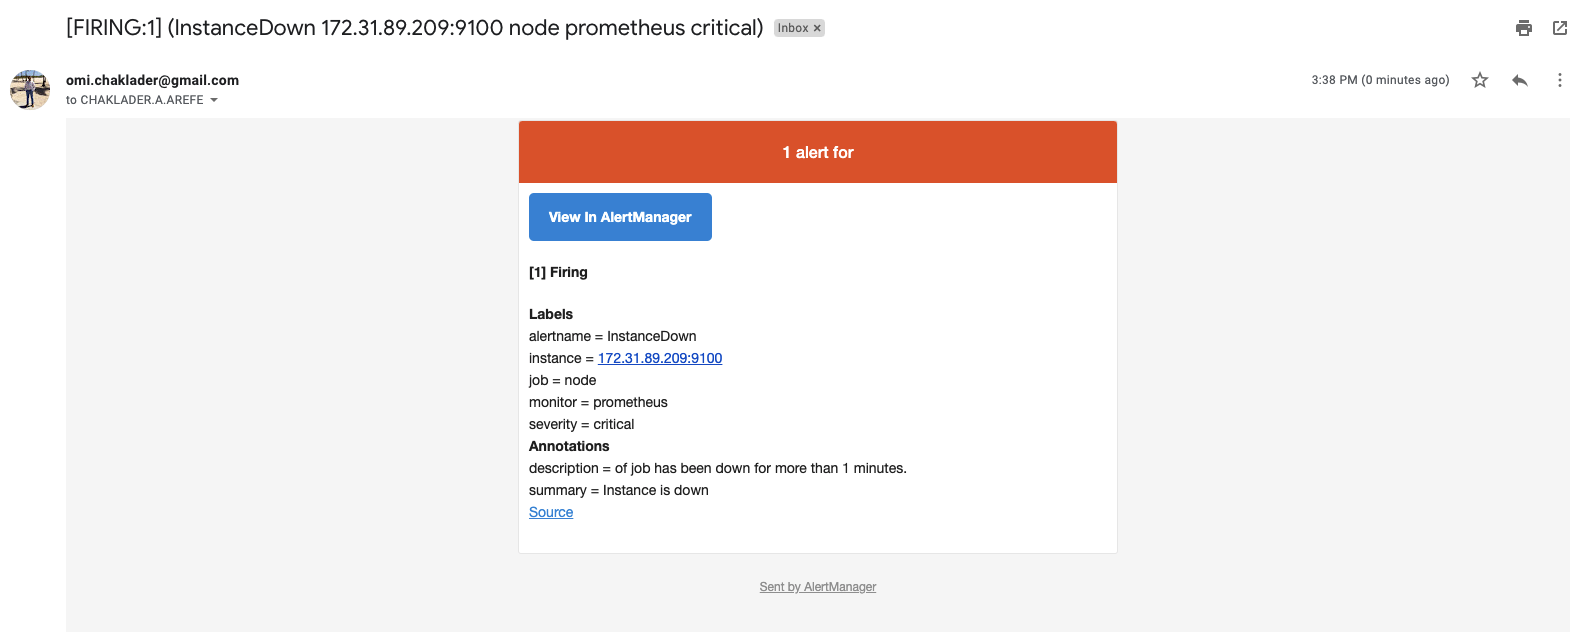 [FIRING:1] (InstanceDown 172.31.89.209:9100 node prometheus critical) Inbox ×
omi.chaklader@gmail.com 3:38 PM (0 minutes ago)
to CHAKLADER.A.AREFE
1 alert for
View In AlertManager
[1] Firing
Labels
alertname = InstanceDown
instance = 172.31.89.209:9100
job = node
monitor = prometheus
severity = critical
Annotations
description = of job has been down for more than 1 minutes.
summary = Instance is down
Source
Sent by AlertManager